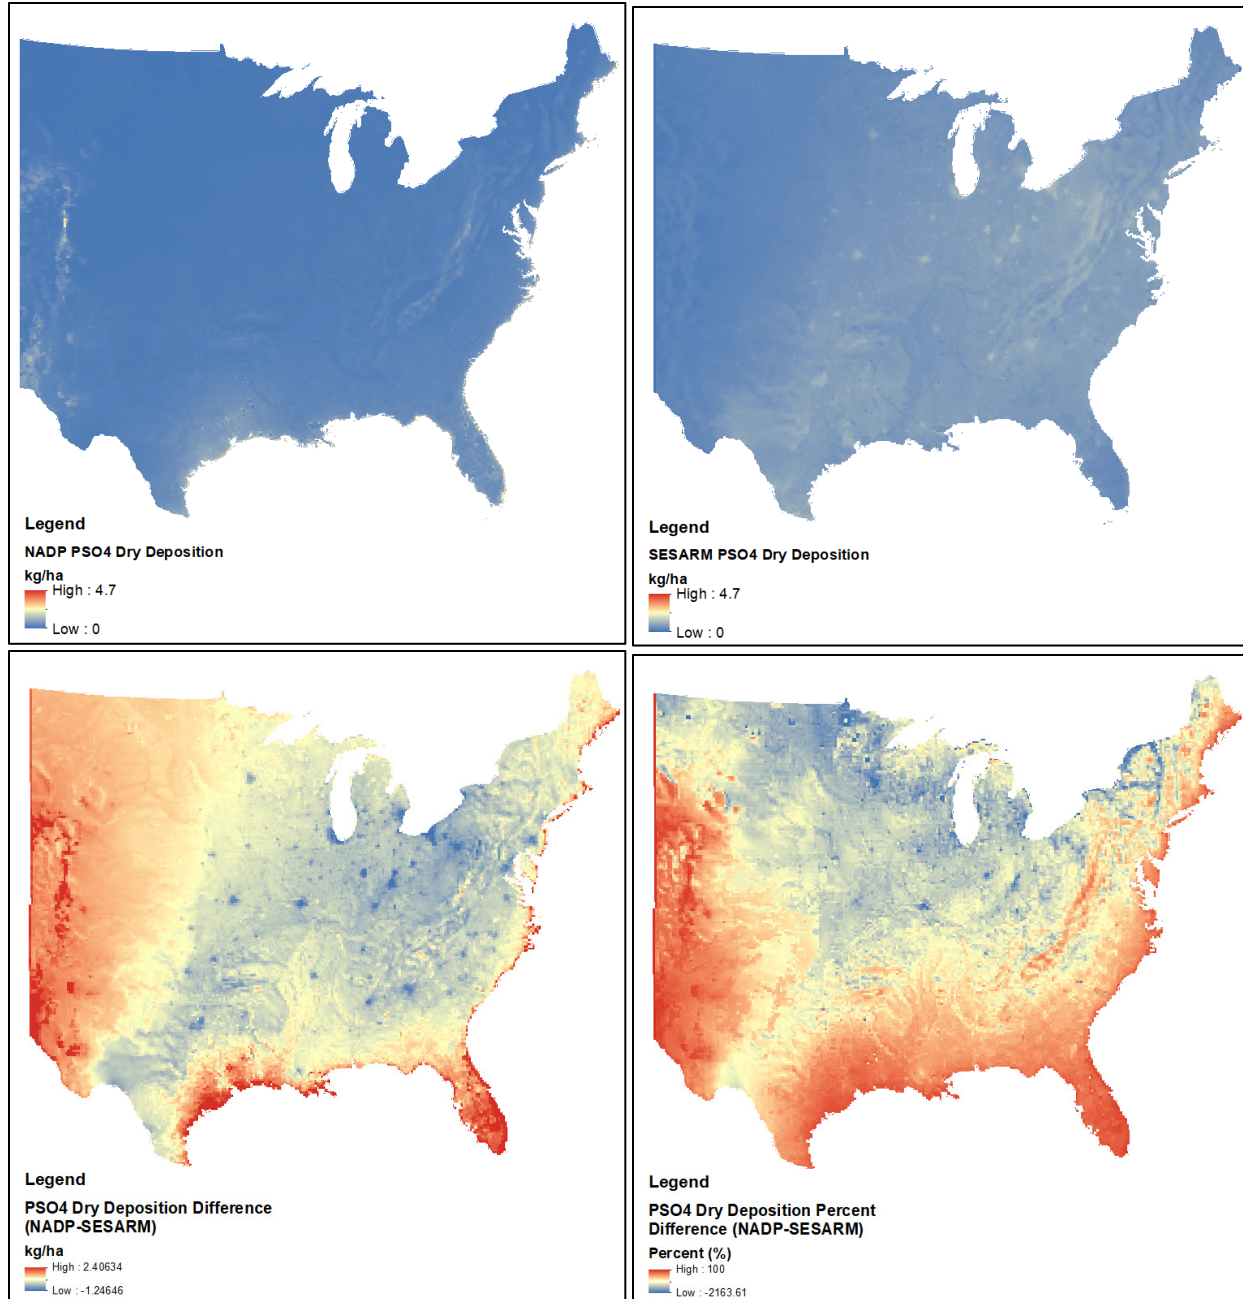 Legend
NADP PSO4 Dry Deposition
kg/ha
High : 4.7
Low : 0
Legend
SESARM PSO4 Dry Deposition
kg/ha
High : 4.7
Low : 0
Legend
PSO4 Dry Deposition Difference
(NADP-SESARM)
kg/ha
High : 2.40634
Low : -1.24646
Legend
PSO4 Dry Deposition Percent
Difference (NADP-SESARM)
Percent (%)
High : 100
Low : -2163.61